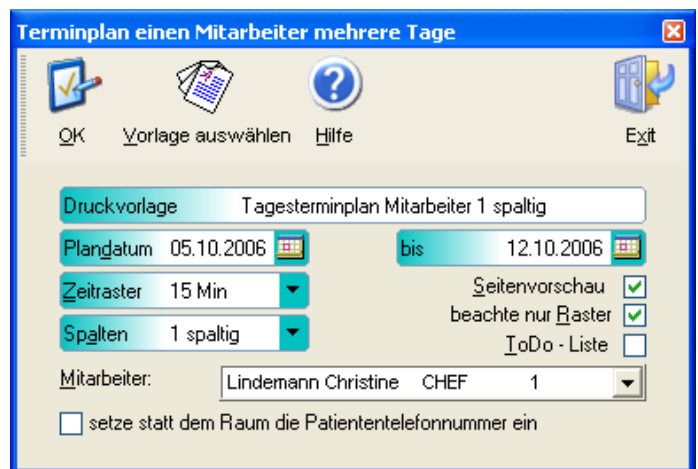 Terminplan einen Mitarbeiter mehrere Tage
OK Vorlage auswählen Hilfe Exit
Druckvorlage Tagesterminplan Mitarbeiter 1 spaltig
Plandatum 05.10.2006 bis 12.10.2006
Zeitraster 15 Min Seitenvorschau
beachte nur Raster
Spalten 1 spaltig ToDo - Liste
Mitarbeiter: Lindemann Christine CHEF 1
setze statt dem Raum die Patiententelefonnummer ein